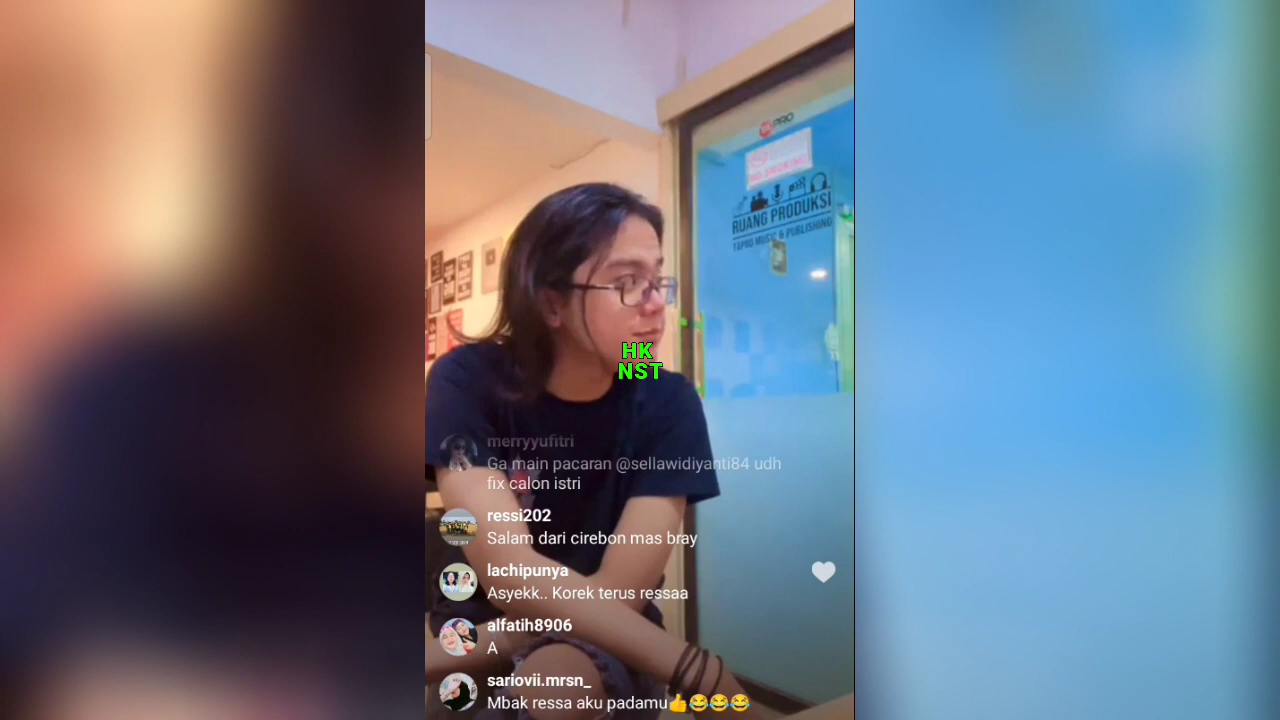 PRO
NO SMOKING
RUANG PRODUKSI
TAPRO MUSIC & PUBLISHING
HK
NST
merryyufitri
Ga main pacaran @sellawidiyanti84 udh
fix calon istri
ressi202
Salam dari cirebon mas bray
lachipunya
Asyekk.. Korek terus ressaa
alfatih8906
A
sariovii.mrsn_
Mbak ressa aku padamu👍😂😂😂